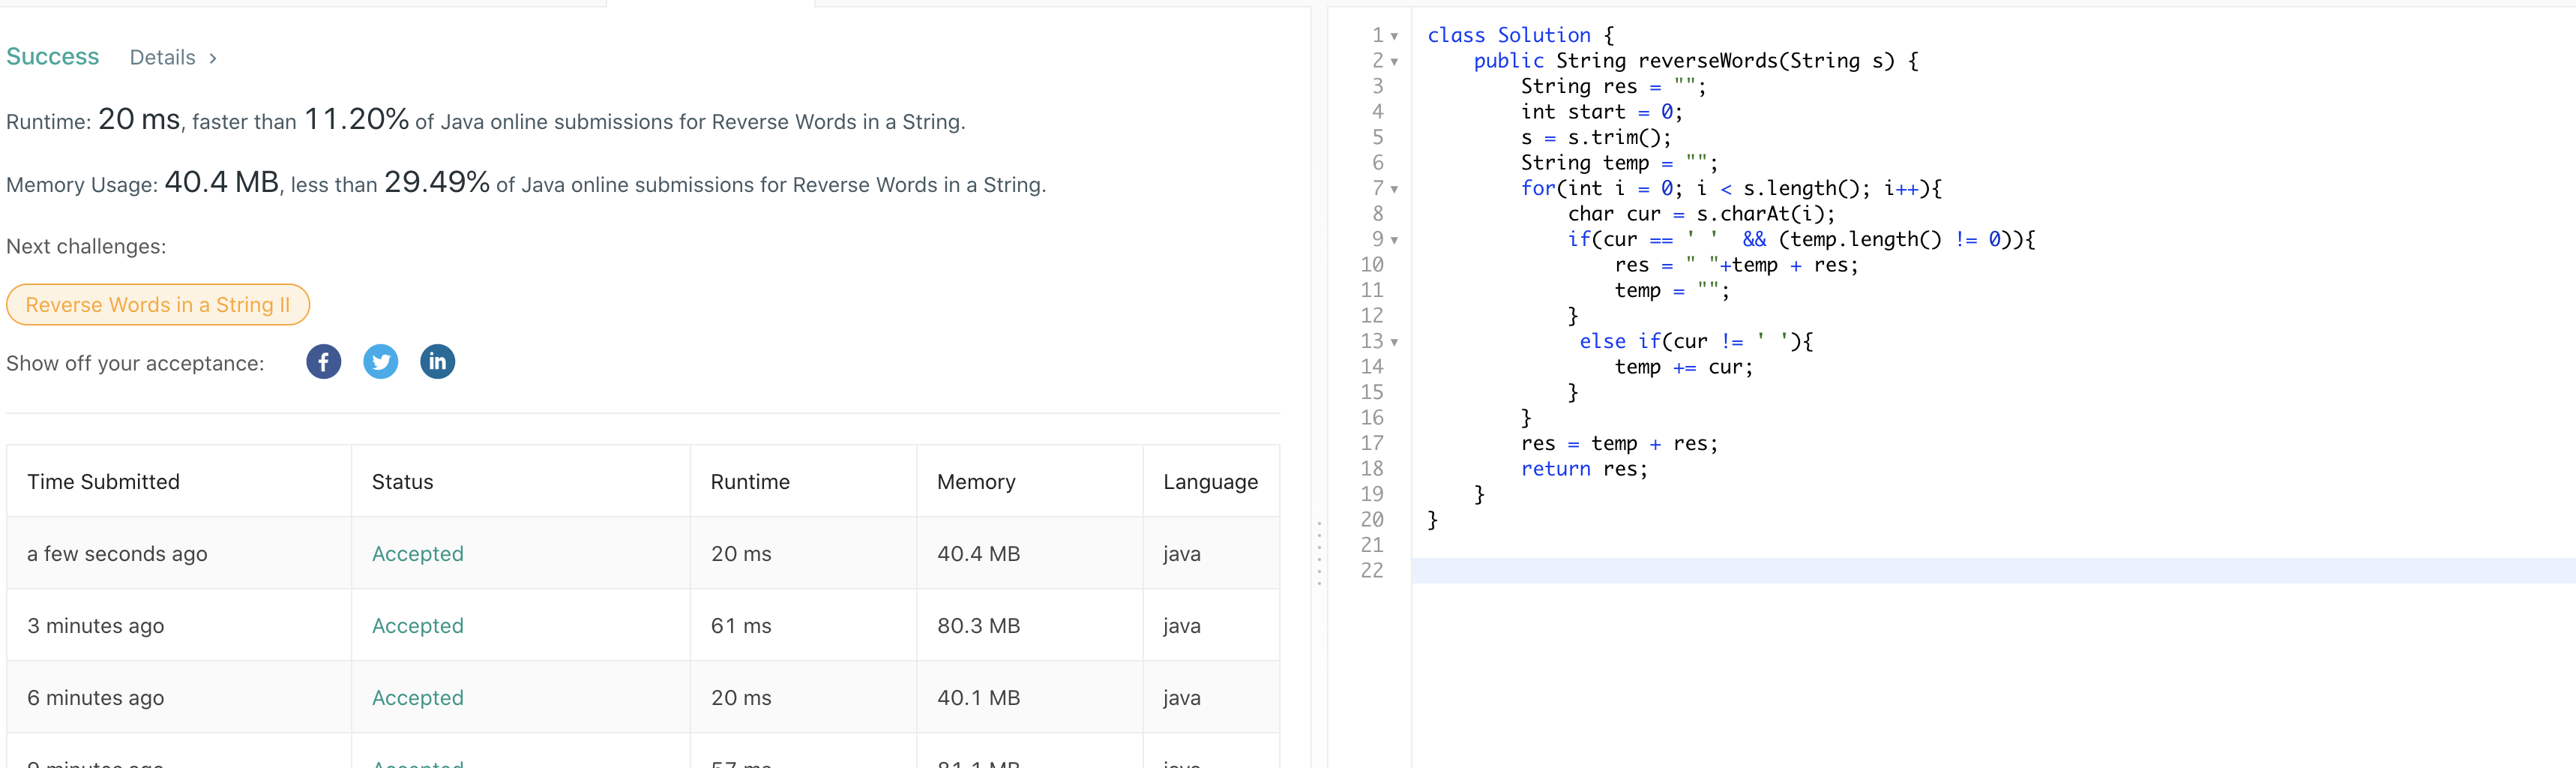 Success Details >
Runtime: 20 ms, faster than 11.20% of Java online submissions for Reverse Words in a String.
Memory Usage: 40.4 MB, less than 29.49% of Java online submissions for Reverse Words in a String.
Next challenges:
Reverse Words in a String II
Show off your acceptance:
Time Submitted Status Runtime Memory Language
a few seconds ago Accepted 20 ms 40.4 MB java
3 minutes ago Accepted 61 ms 80.3 MB java
6 minutes ago Accepted 20 ms 40.1 MB java
1 class Solution {
2     public String reverseWords(String s) {
3         String res = "";
4         int start = 0;
5         s = s.trim();
6         String temp = "";
7         for(int i = 0; i < s.length(); i++){
8             char cur = s.charAt(i);
9             if(cur == ' '  && (temp.length() != 0)){
10                 res = " "+temp + res;
11                 temp = "";
12             }
13              else if(cur != ' '){
14                 temp += cur;
15             }
16         }
17         res = temp + res;
18         return res;
19     }
20 }
21
22